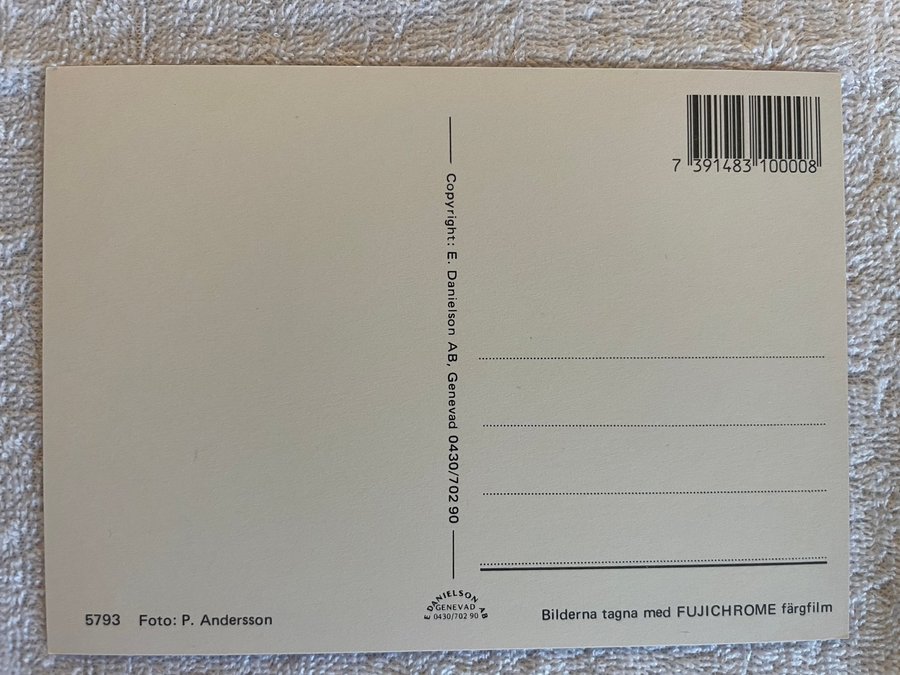 7 391483 100008
Copyright: E. Danielson AB, Genevad 0430/702 90
5793 Foto: P. Andersson
E DANIELSON AB
GENEVAD
0430/702 90
Bilderna tagna med FUJICHROME färgfilm